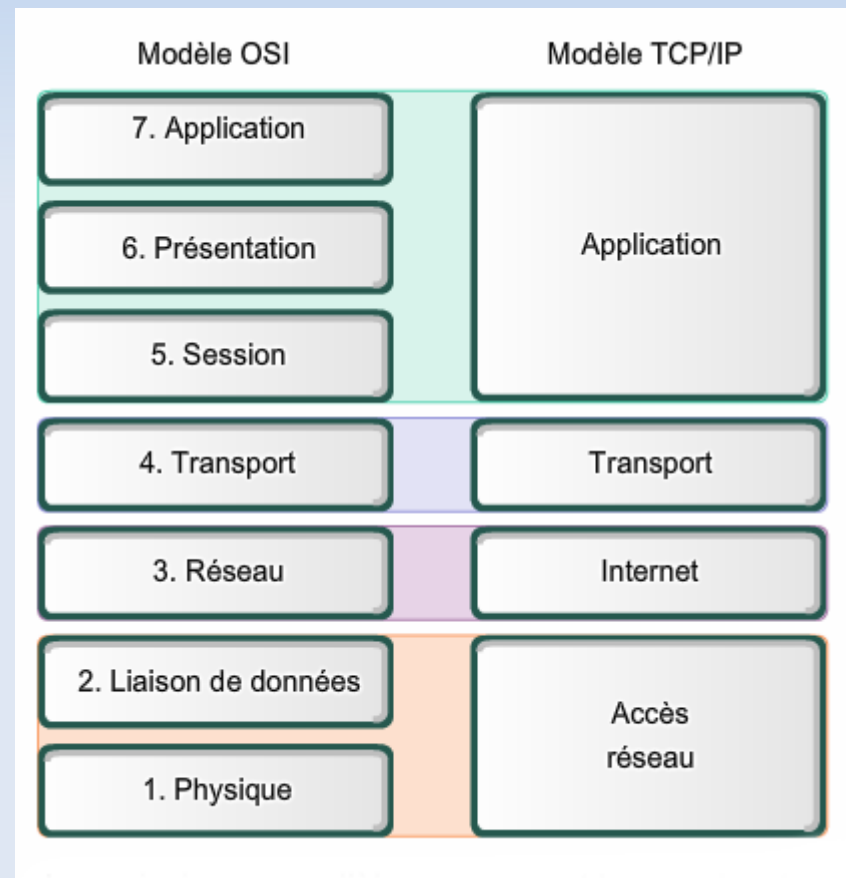 Modèle OSI
Modèle TCP/IP
7. Application
6. Présentation
5. Session
4. Transport
3. Réseau
2. Liaison de données
1. Physique
Application
Transport
Internet
Accès
réseau